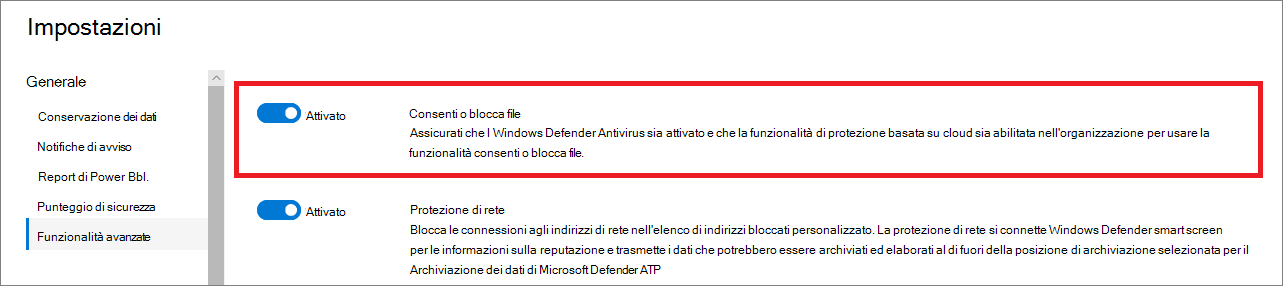 Impostazioni
Generale
Conservazione dei dati
Notifiche di avviso
Report di Power Bbl.
Punteggio di sicurezza
Funzionalità avanzate
Attivato
Consenti o blocca file
Assicurati che l Windows Defender Antivirus sia attivato e che la funzionalità di protezione basata su cloud sia abilitata nell'organizzazione per usare la
funzionalità consenti o blocca file.
Attivato
Protezione di rete
Blocca le connessioni agli indirizzi di rete nell'elenco di indirizzi bloccati personalizzato. La protezione di rete si connette Windows Defender smart screen
per le informazioni sulla reputazione e trasmette i dati che potrebbero essere archiviati ed elaborati al di fuori della posizione di archiviazione selezionata per il
Archiviazione dei dati di Microsoft Defender ATP